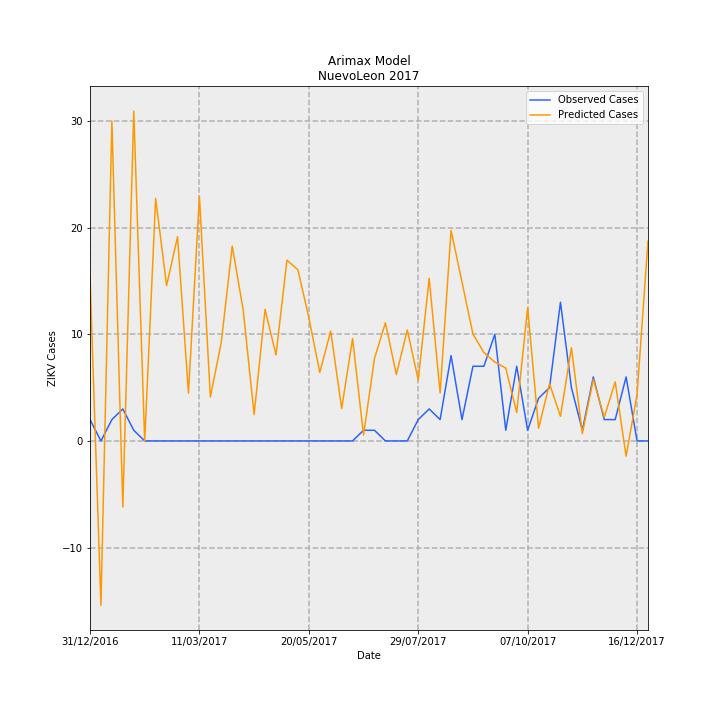 Arimax Model
NuevoLeon 2017
Observed Cases
Predicted Cases
ZIKV Cases
30
20
10
0
−10
31/12/2016
11/03/2017
20/05/2017
29/07/2017
07/10/2017
16/12/2017
Date